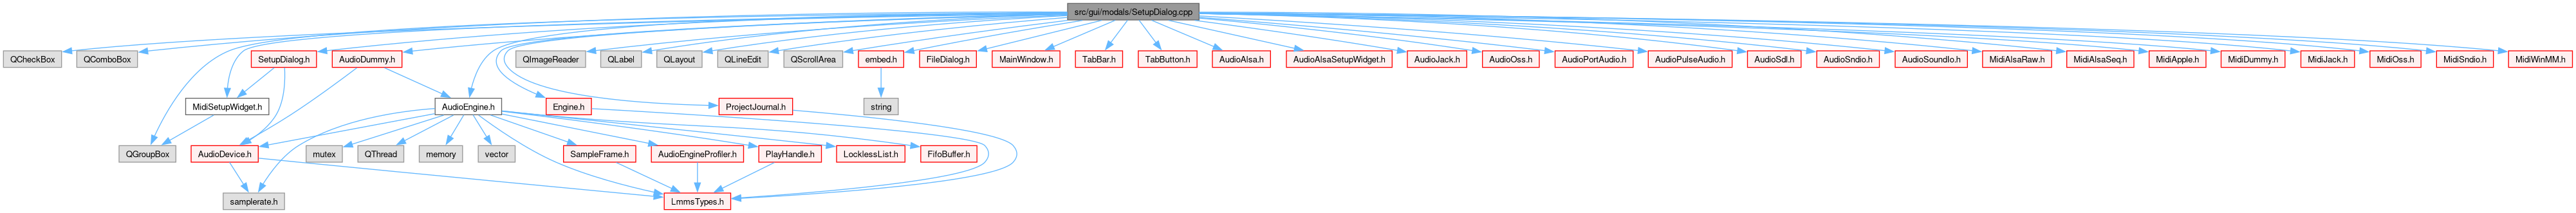 src/gui/modals/SetupDialog.cpp
QCheckBox
QComboBox
SetupDialog.h
AudioDummy.h
QImageReader
QLabel
QLayout
QLineEdit
QScrollArea
embed.h
FileDialog.h
MainWindow.h
TabBar.h
TabButton.h
AudioAlsa.h
AudioAlsaSetupWidget.h
AudioJack.h
AudioOss.h
AudioPortAudio.h
AudioPulseAudio.h
AudioSdl.h
AudioSndio.h
AudioSoundIo.h
MidiAlsaRaw.h
MidiAlsaSeq.h
MidiApple.h
MidiDummy.h
MidiJack.h
MidiOss.h
MidiSndio.h
MidiWinMM.h
MidiSetupWidget.h
AudioEngine.h
Engine.h
ProjectJournal.h
string
QGroupBox
AudioDevice.h
mutex
QThread
memory
vector
SampleFrame.h
AudioEngineProfiler.h
PlayHandle.h
LocklessList.h
FifoBuffer.h
samplerate.h
LmmsTypes.h